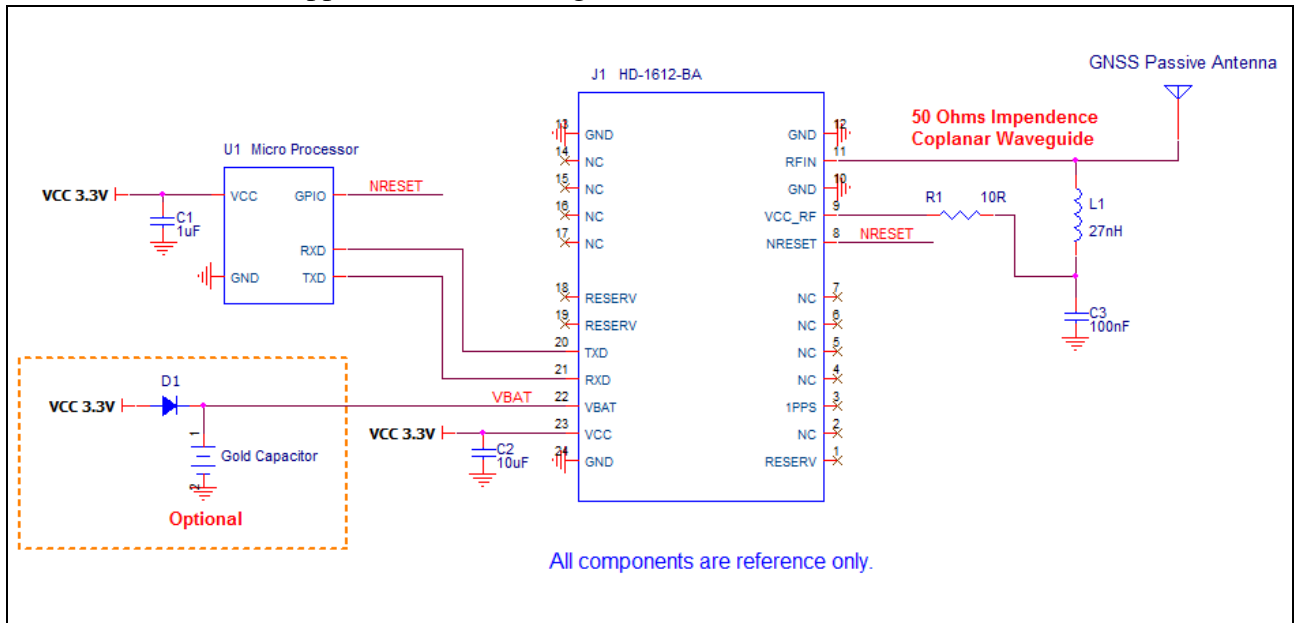 J1 HD-1612-BA
GNSS Passive Antenna
50 Ohms Impendence
Coplanar Waveguide
U1 Micro Processor
VCC 3.3V
C1
1uF
VCC
GPIO
NRESET
RXD
GND
TXD
13
GND
14
NC
15
NC
16
NC
17
NC
18
RESERV
19
RESERV
20
TXD
21
RXD
22
VBAT
23
VCC
24
GND
12
GND
11
RFIN
10
GND
9
VCC_RF
8
NRESET
NRESET
7
NC
6
NC
5
NC
4
NC
3
1PPS
2
NC
1
RESERV
R1 10R
L1
27nH
C3
100nF
D1
VCC 3.3V
VBAT
1
Gold Capacitor
2
Optional
VCC 3.3V
C2
10uF
All components are reference only.